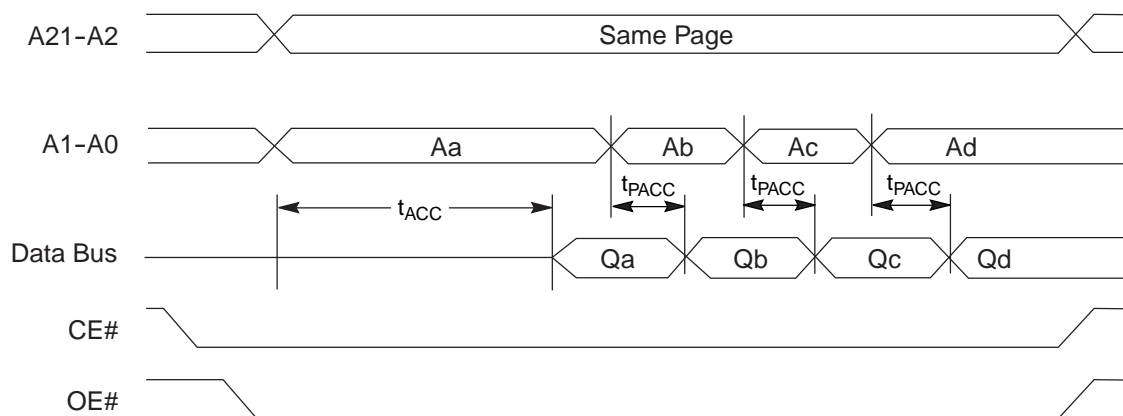 A21-A2 Same Page
A1-A0 Aa Ab Ac Ad
tPACC tPACC tPACC
tACC
Data Bus Qa Qb Qc Qd
CE#
OE#